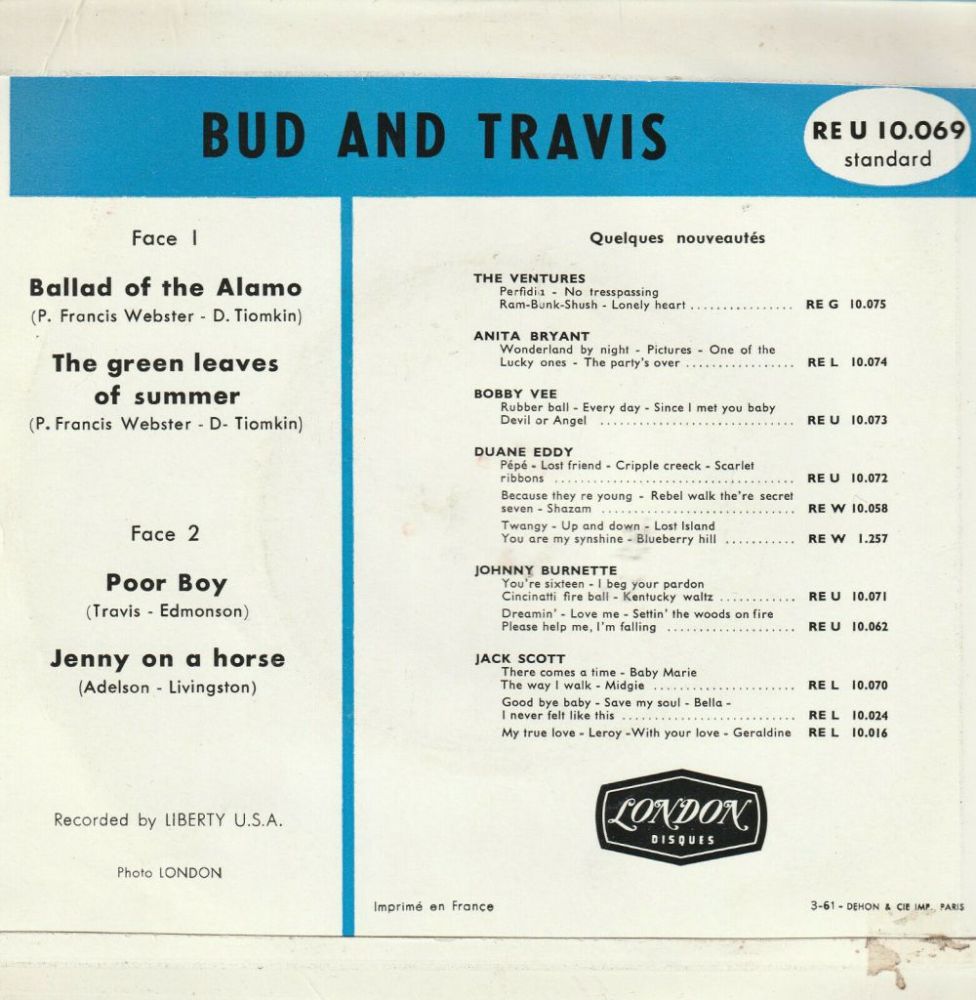 BUD AND TRAVIS
RE U 10.069
standard
Face 1
Ballad of the Alamo
(P. Francis Webster - D. Tiomkin)
The green leaves
of summer
(P. Francis Webster - D- Tiomkin)
Face 2
Poor Boy
(Travis - Edmonson)
Jenny on a horse
(Adelson - Livingston)
Recorded by LIBERTY U.S.A.
Photo LONDON
Quelques nouveautés
THE VENTURES
Perfidia - No tresspassing
Ram-Bunk-Shush - Lonely heart ............... RE G 10.075
ANITA BRYANT
Wonderland by night - Pictures - One of the
Lucky ones - The party's over ................ RE L 10.074
BOBBY VEE
Rubber ball - Every day - Since I met you baby
Devil or Angel ............................ RE U 10.073
DUANE EDDY
Pépé - Lost friend - Cripple creeck - Scarlet
ribbons ................................... RE U 10.072
Because they re young - Rebel walk the're secret
seven - Shazam ............................ RE W 10.058
Twangy - Up and down - Lost Island
You are my synshine - Blueberry hill .......... RE W 1.257
JOHNNY BURNETTE
You're sixteen - I beg your pardon
Cincinatti fire ball - Kentucky waltz ........... RE U 10.071
Dreamin' - Love me - Settin' the woods on fire
Please help me, I'm falling ................... RE U 10.062
JACK SCOTT
There comes a time - Baby Marie
The way I walk - Midgie ..................... RE L 10.070
Good bye baby - Save my soul - Bella -
I never felt like this ......................... RE L 10.024
My true love - Leroy -With your love - Geraldine RE L 10.016
LONDON
DISQUES
Imprimé en France
3-61 - DEHON & CIE IMP. PARIS